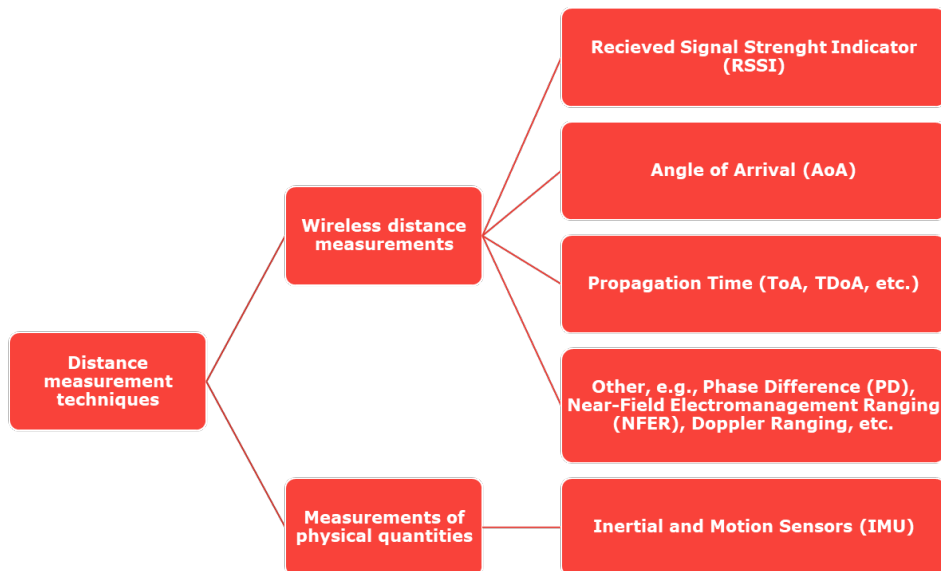 Recieved Signal Strenght Indicator
(RSSI)
Angle of Arrival (AoA)
Wireless distance
measurements
Propagation Time (ToA, TDoA, etc.)
Distance
measurement
techniques
Other, e.g., Phase Difference (PD),
Near-Field Electromanagement Ranging
(NFER), Doppler Ranging, etc.
Measurements of
physical quantities
Inertial and Motion Sensors (IMU)